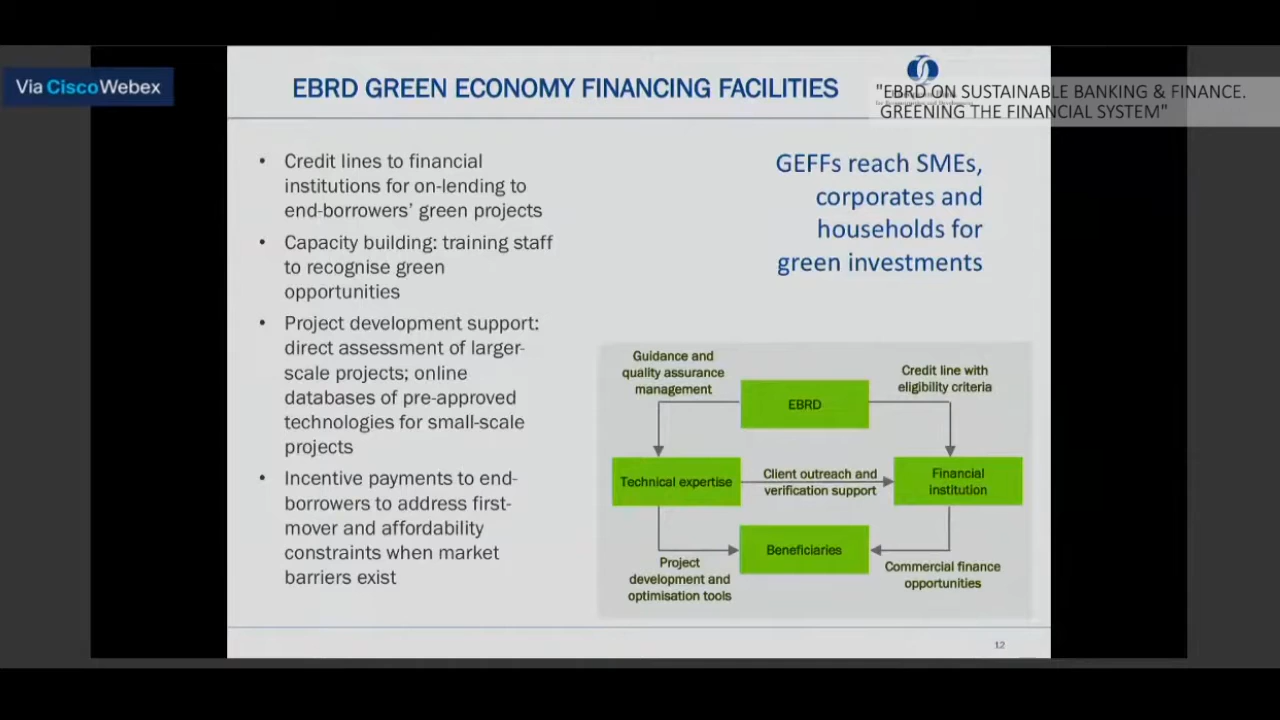 Via CiscoWebex
EBRD GREEN ECONOMY FINANCING FACILITIES
"EBRD ON SUSTAINABLE BANKING & FINANCE.
GREENING THE FINANCIAL SYSTEM"
• Credit lines to financial
institutions for on-lending to
end-borrowers’ green projects
• Capacity building: training staff
to recognise green
opportunities
• Project development support:
direct assessment of larger-
scale projects; online
databases of pre-approved
technologies for small-scale
projects
• Incentive payments to end-
borrowers to address first-
mover and affordability
constraints when market
barriers exist
GEFFs reach SMEs,
corporates and
households for
green investments
Guidance and
quality assurance
management
EBRD
Credit line with
eligibility criteria
Technical expertise
Client outreach and
verification support
Financial
institution
Beneficiaries
Project
development and
optimisation tools
Commercial finance
opportunities
12